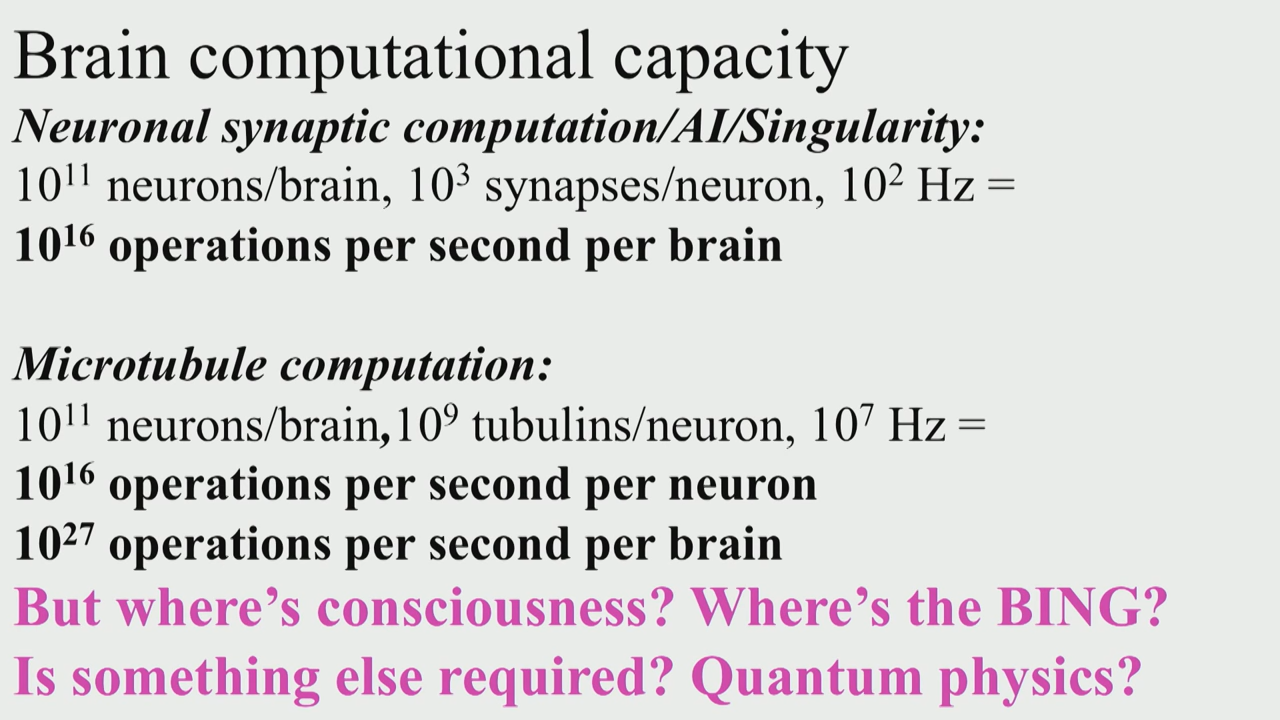 Brain computational capacity
Neuronal synaptic computation/AI/Singularity:
10¹¹ neurons/brain, 10³ synapses/neuron, 10² Hz =
10¹⁶ operations per second per brain
Microtubule computation:
10¹¹ neurons/brain,10⁹ tubulins/neuron, 10⁷ Hz =
10¹⁶ operations per second per neuron
10²⁷ operations per second per brain
But where’s consciousness? Where’s the BING?
Is something else required? Quantum physics?